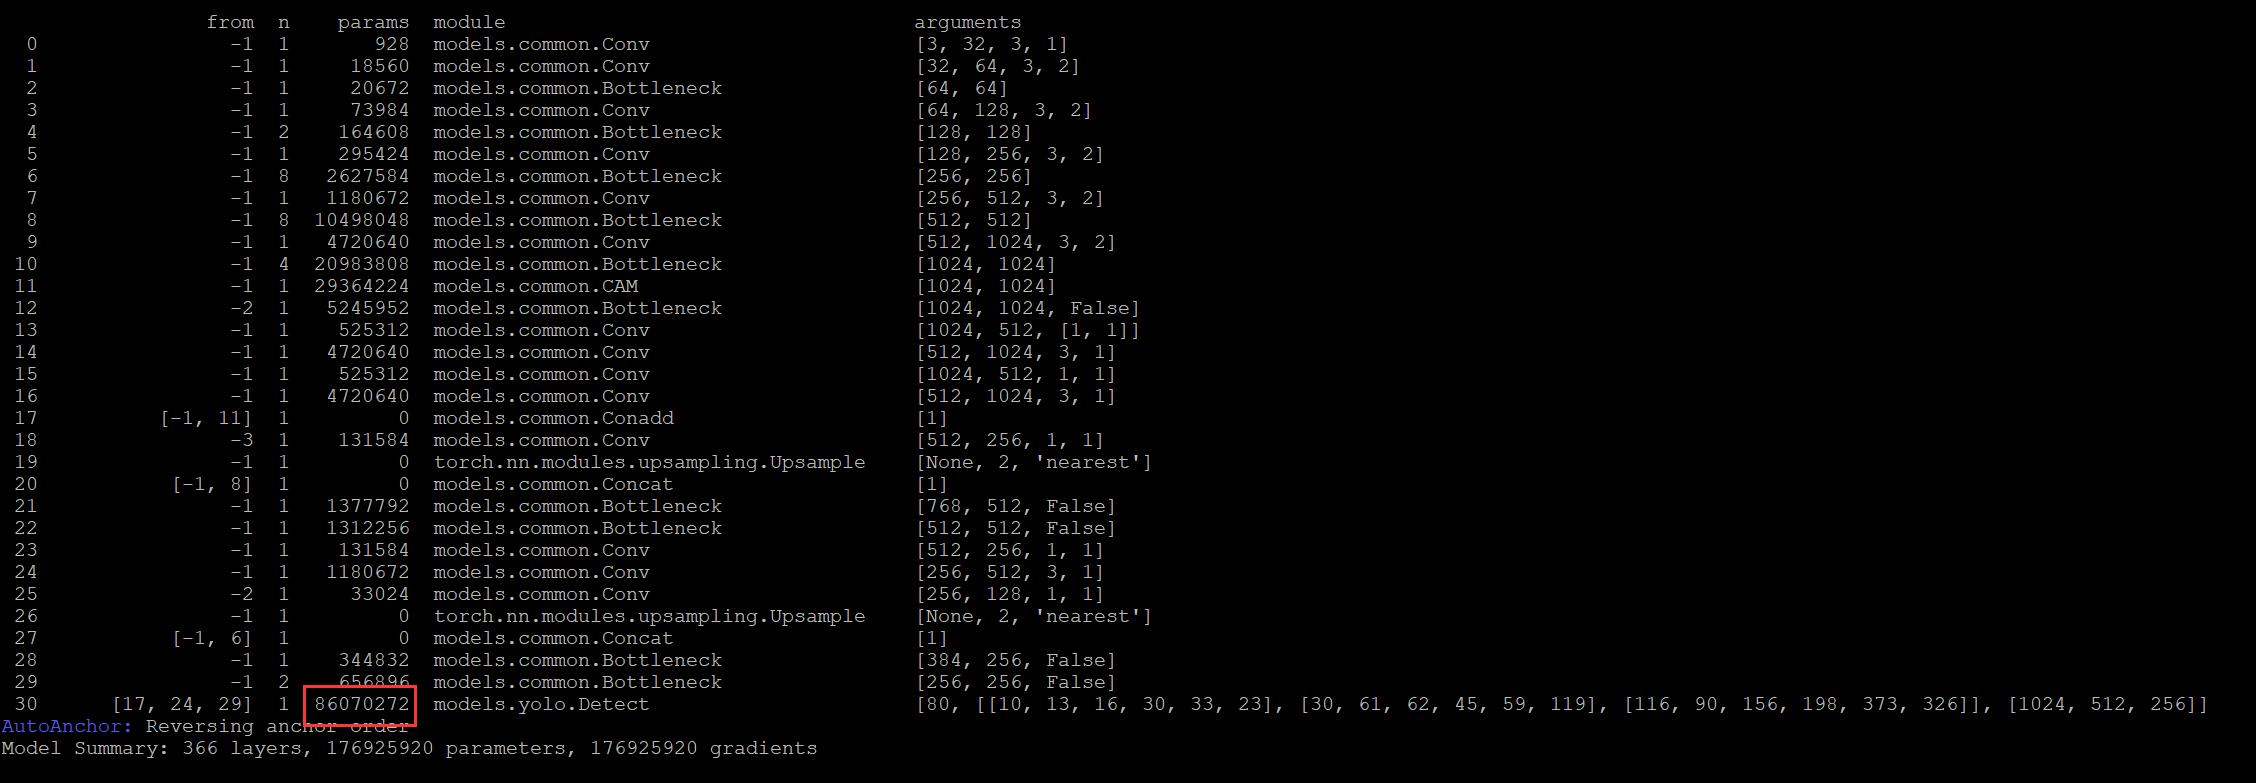 from n params module arguments
0 -1 1 928 models.common.Conv [3, 32, 3, 1]
1 -1 1 18560 models.common.Conv [32, 64, 3, 2]
2 -1 1 20672 models.common.Bottleneck [64, 64]
3 -1 1 73984 models.common.Conv [64, 128, 3, 2]
4 -1 2 164608 models.common.Bottleneck [128, 128]
5 -1 1 295424 models.common.Conv [128, 256, 3, 2]
6 -1 8 2627584 models.common.Bottleneck [256, 256]
7 -1 1 1180672 models.common.Conv [256, 512, 3, 2]
8 -1 8 10498048 models.common.Bottleneck [512, 512]
9 -1 1 4720640 models.common.Conv [512, 1024, 3, 2]
10 -1 4 20983808 models.common.Bottleneck [1024, 1024]
11 -1 1 29364224 models.common.CAM [1024, 1024]
12 -2 1 5245952 models.common.Bottleneck [1024, 1024, False]
13 -1 1 525312 models.common.Conv [1024, 512, [1, 1]]
14 -1 1 4720640 models.common.Conv [512, 1024, 3, 1]
15 -1 1 525312 models.common.Conv [1024, 512, 1, 1]
16 -1 1 4720640 models.common.Conv [512, 1024, 3, 1]
17 [-1, 11] 1 0 models.common.Conadd [1]
18 -3 1 131584 models.common.Conv [512, 256, 1, 1]
19 -1 1 0 torch.nn.modules.upsampling.Upsample [None, 2, 'nearest']
20 [-1, 8] 1 0 models.common.Concat [1]
21 -1 1 1377792 models.common.Bottleneck [768, 512, False]
22 -1 1 1312256 models.common.Bottleneck [512, 512, False]
23 -1 1 131584 models.common.Conv [512, 256, 1, 1]
24 -1 1 1180672 models.common.Conv [256, 512, 3, 1]
25 -2 1 33024 models.common.Conv [256, 128, 1, 1]
26 -1 1 0 torch.nn.modules.upsampling.Upsample [None, 2, 'nearest']
27 [-1, 6] 1 0 models.common.Concat [1]
28 -1 1 344832 models.common.Bottleneck [384, 256, False]
29 -1 2 656896 models.common.Bottleneck [256, 256, False]
30 [17, 24, 29] 1 86070272 models.yolo.Detect [80, [[10, 13, 16, 30, 33, 23], [30, 61, 62, 45, 59, 119], [116, 90, 156, 198, 373, 326]], [1024, 512, 256]]
AutoAnchor: Reversing anchor order
Model Summary: 366 layers, 176925920 parameters, 176925920 gradients